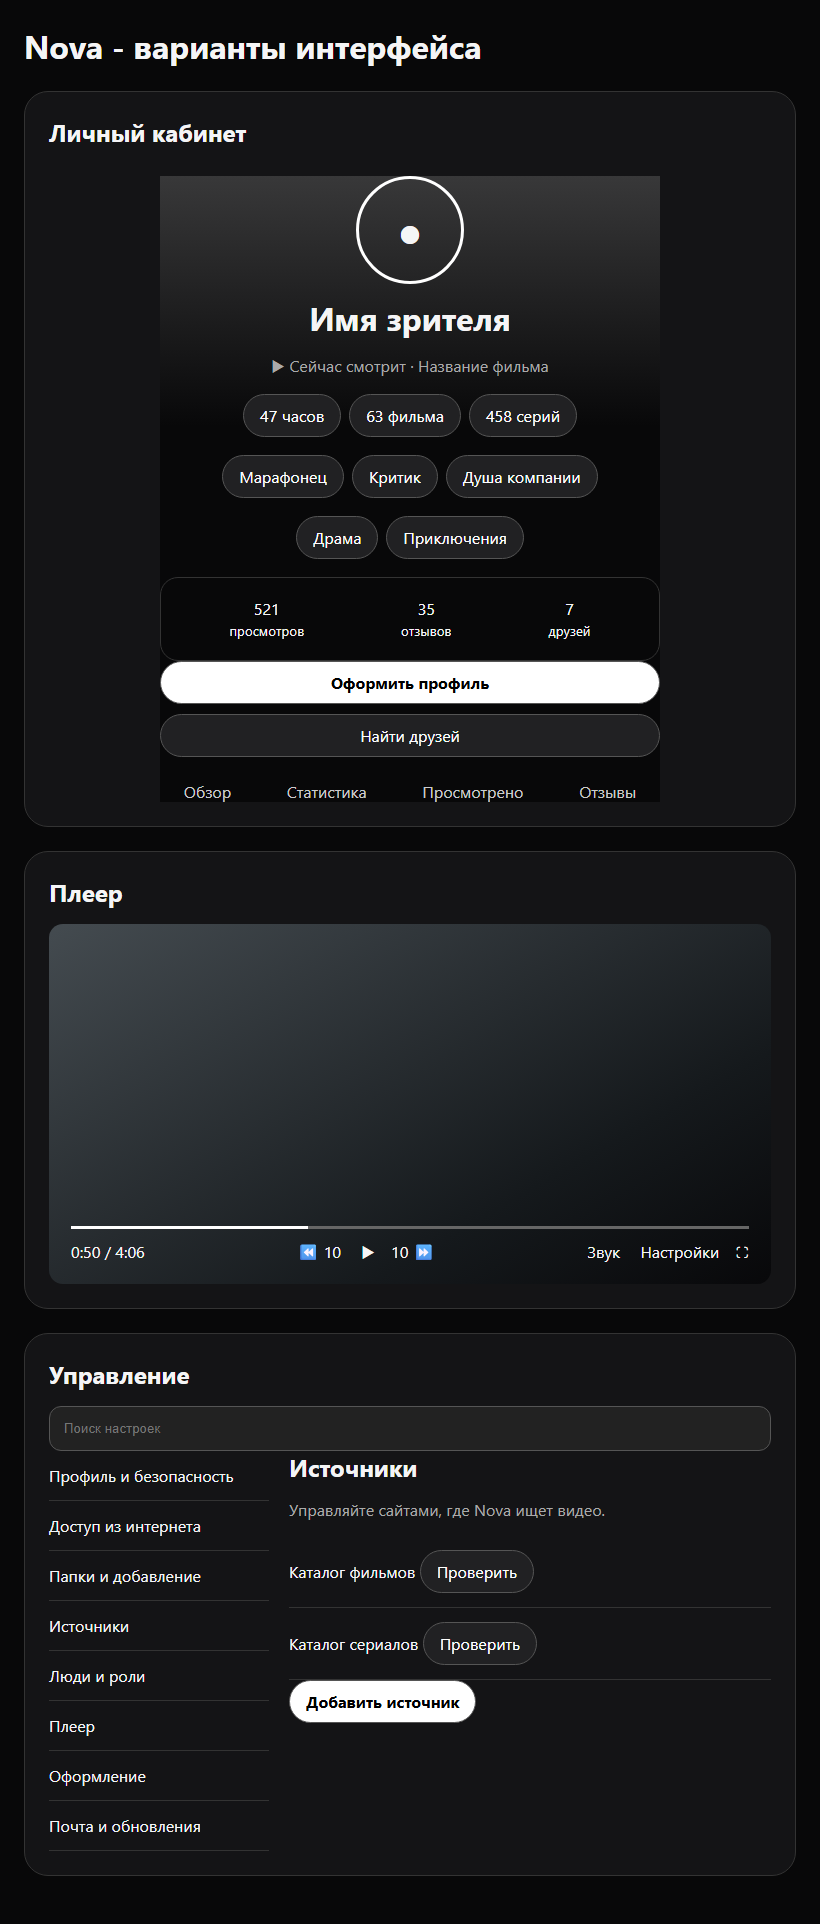 Nova - варианты интерфейса
Личный кабинет
Имя зрителя
▶ Сейчас смотрит · Название фильма
47 часов 63 фильма 458 серий
Марафонец Критик Душа компании
Драма Приключения
521 35 7
просмотров отзывов друзей
Оформить профиль
Найти друзей
Обзор Статистика Просмотрено Отзывы
Плеер
0:50 / 4:06 ⏪ 10 ▶ 10 ⏩ Звук Настройки ⛶
Управление
Поиск настроек
Профиль и безопасность
Доступ из интернета
Папки и добавление
Источники
Люди и роли
Плеер
Оформление
Почта и обновления
Источники
Управляйте сайтами, где Nova ищет видео.
Каталог фильмов Проверить
Каталог сериалов Проверить
Добавить источник